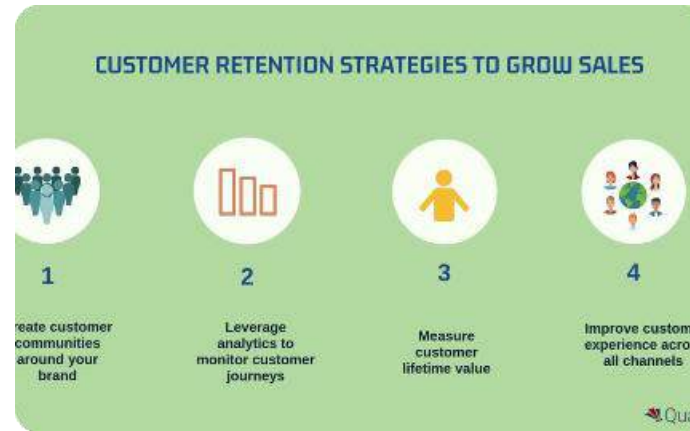 CUSTOMER RETENTION STRATEGIES TO GROW SALES
1
reate customer
communities
around your
brand
2
Leverage
analytics to
monitor customer
journeys
3
Measure
customer
lifetime value
4
Improve custom
experience acro
all channels
Qua